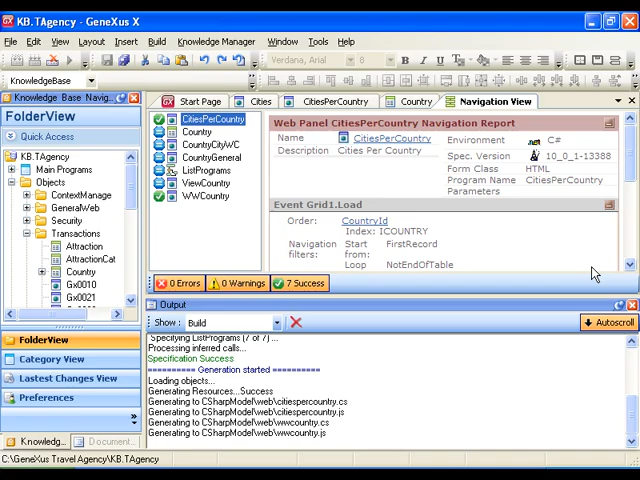 KB.TAgency - GeneXus X
File Edit View Layout Insert Build Knowledge Manager Window Tools Help
Verdana, Arial
8
KnowledgeBase
Knowledge Base Navig...
FolderView
Quick Access
KB.TAgency
Main Programs
Objects
ContextManage
GeneralWeb
Security
Transactions
Attraction
AttractionCat
Country
Gx0010
Gx0021
FolderView
Category View
Lastest Changes View
Preferences
Knowledg...
Document...
Start Page
Cities
CitiesPerCountry
Country
Navigation View
CitiesPerCountry
Country
CountryCityWC
CountryGeneral
ListPrograms
ViewCountry
WWCountry
Web Panel CitiesPerCountry Navigation Report
Name CitiesPerCountry
Description Cities Per Country
Environment C#
Spec. Version 10_0_1-13388
Form Class HTML
Program Name CitiesPerCountry
Parameters
Event Grid1.Load
Order: CountryId
Index: ICOUNTRY
Navigation filters: Start from: FirstRecord
Loop NotEndOfTable
0 Errors 0 Warnings 7 Success
Output
Show : Build
Autoscroll
Specifying ListPrograms [7 of 7] ...
Processing inferred calls...
Specification Success
========== Generation started ==========
Loading objects...
Generating Resources...Success
Generating to CSharpModel\web\citiespercountry.cs
Generating to CSharpModel\web\citiespercountry.js
Generating to CSharpModel\web\wwcountry.cs
Generating to CSharpModel\web\wwcountry.js
C:\GeneXus Travel Agency\KB.TAgency